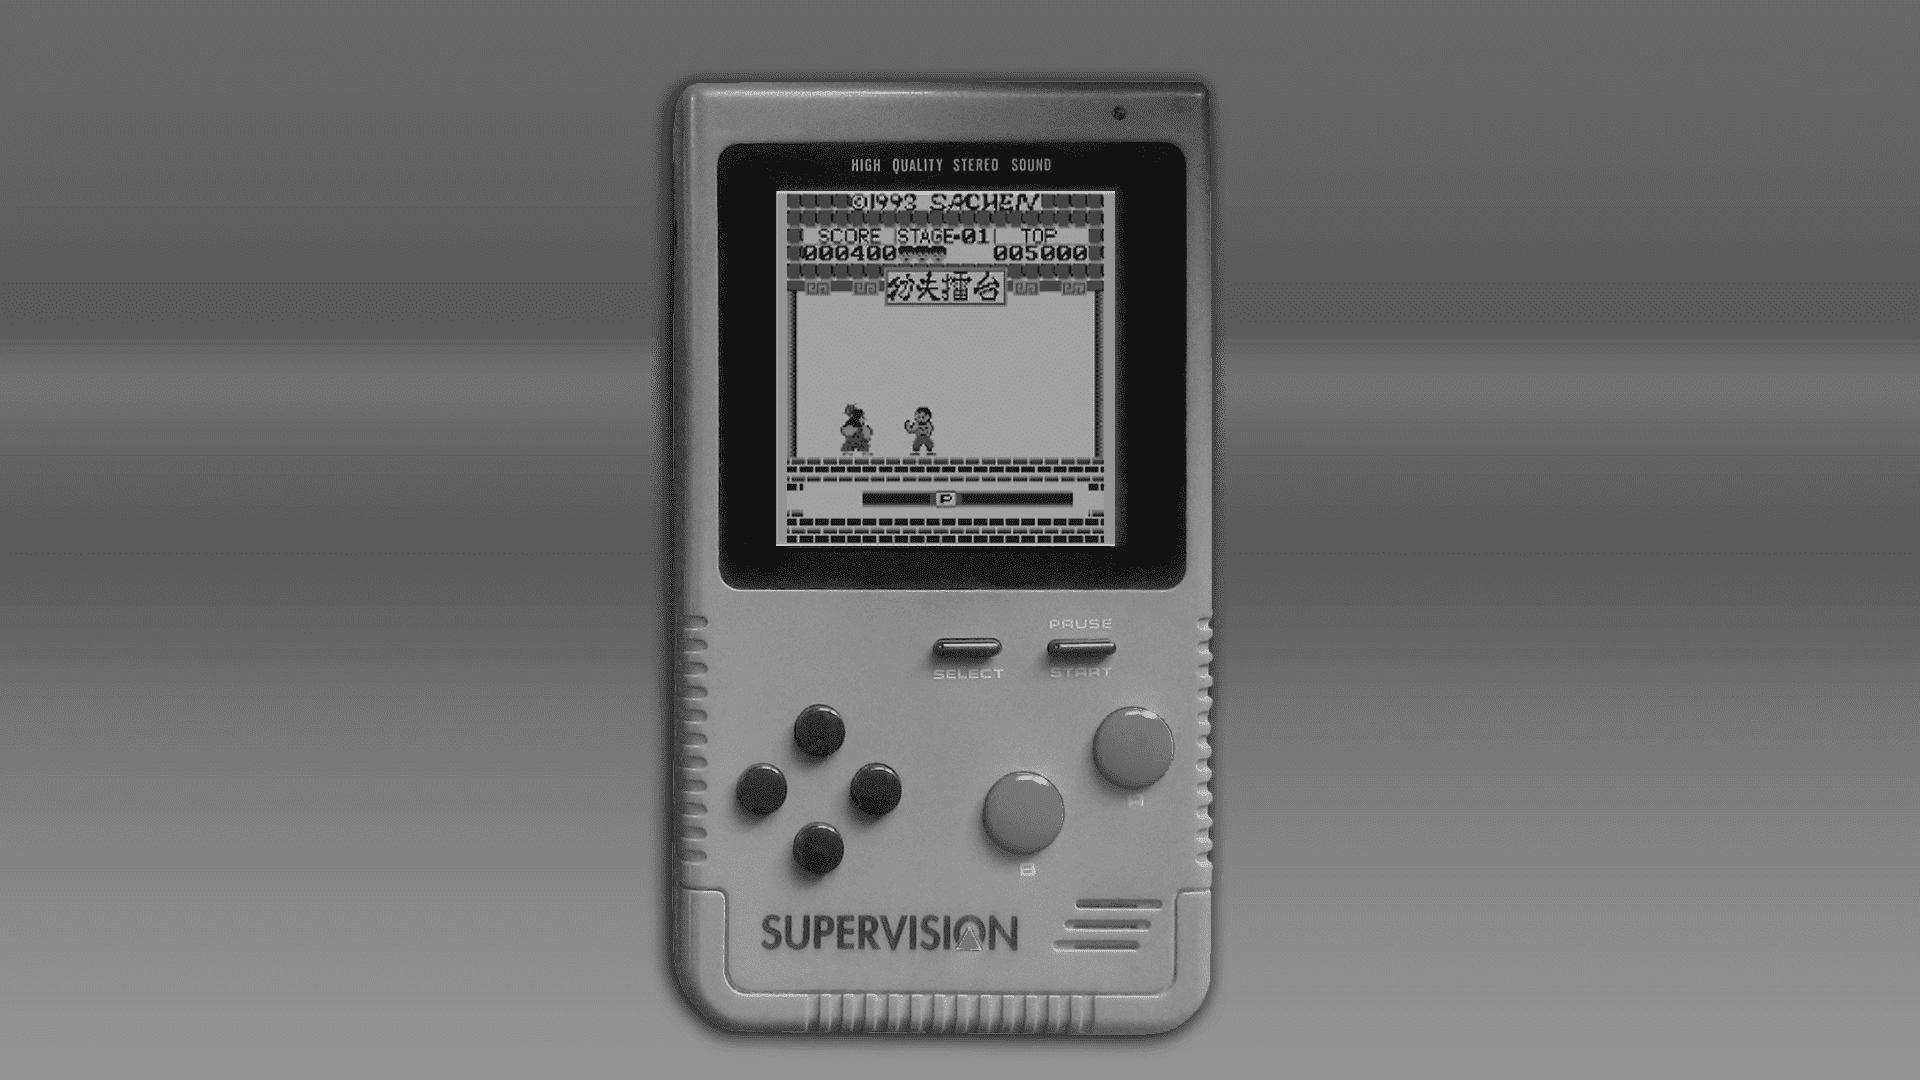 HIGH QUALITY STEREO SOUND
©1993 SACHEN
SCORE STAGE-01 TOP
000400 005000
功夫擂台
P
PAUSE
SELECT START
A
B
SUPERVISION